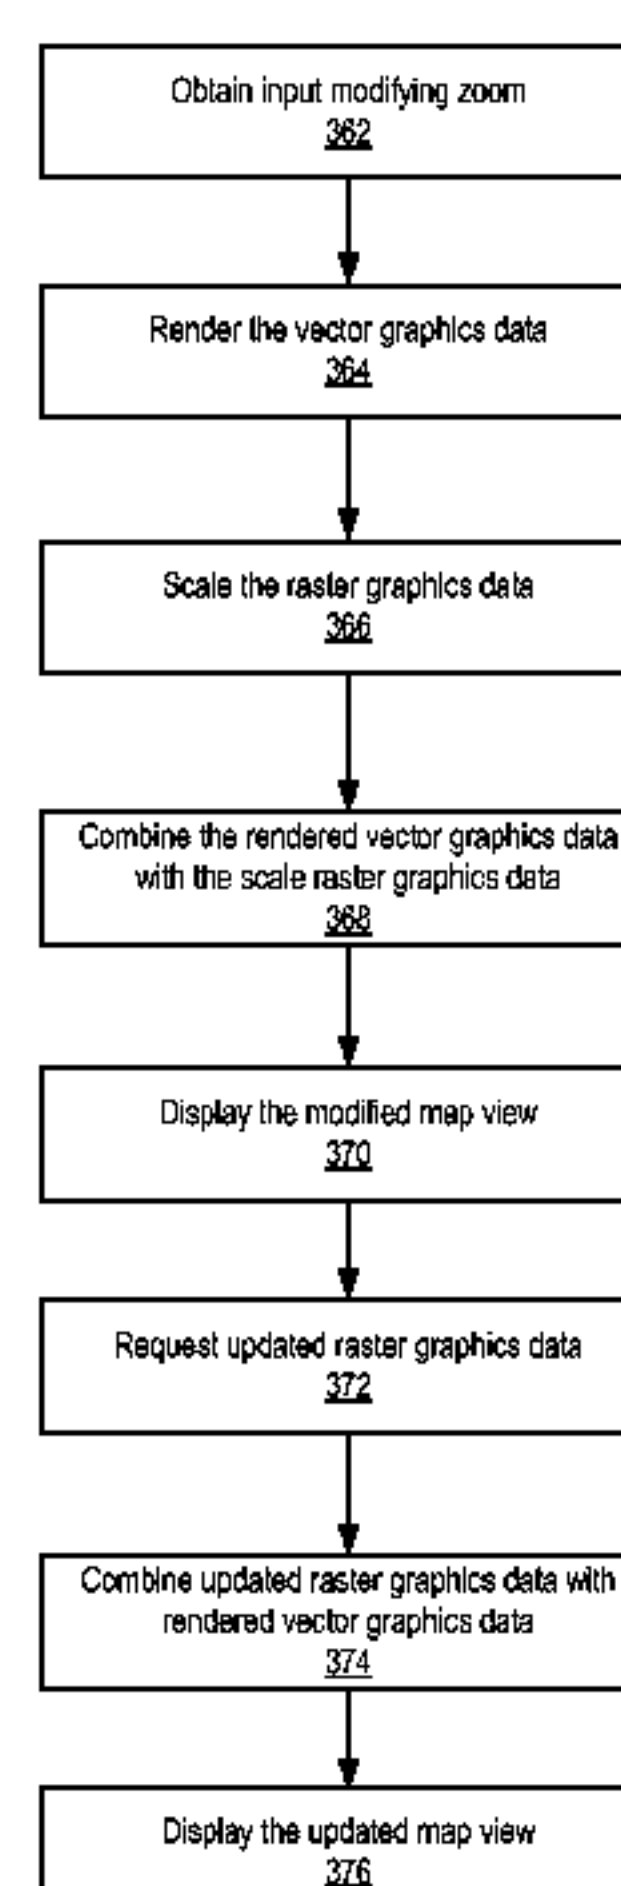 Obtain input modifying zoom
362
Render the vector graphics data
364
Scale the raster graphics data
366
Combine the rendered vector graphics data
with the scale raster graphics data
368
Display the modified map view
370
Request updated raster graphics data
372
Combine updated raster graphics data with
rendered vector graphics data
374
Display the updated map view
376